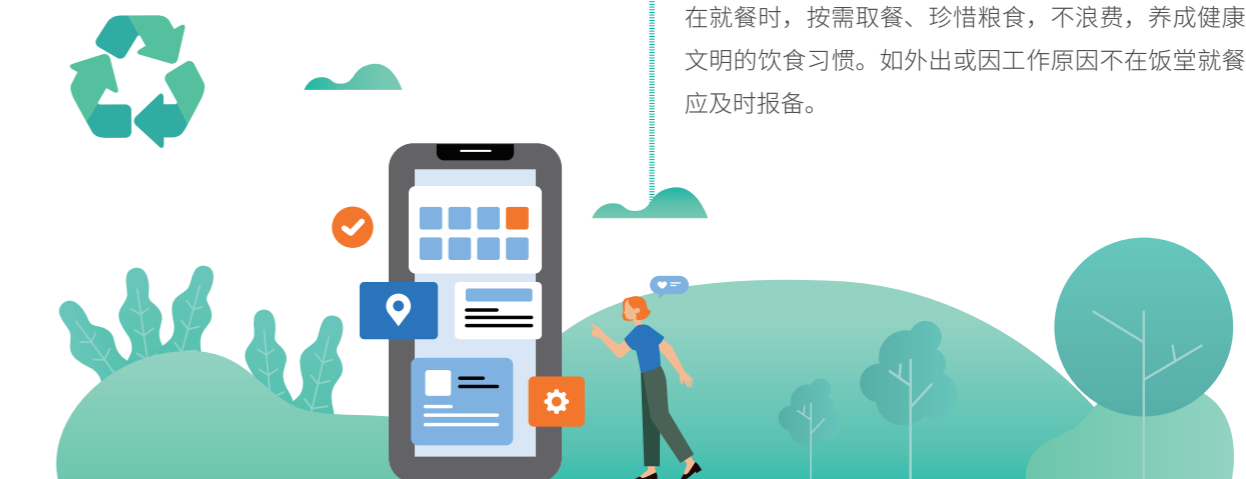 在就餐时，按需取餐、珍惜粮食，不浪费，养成健康
文明的饮食习惯。如外出或因工作原因不在饭堂就餐
应及时报备。